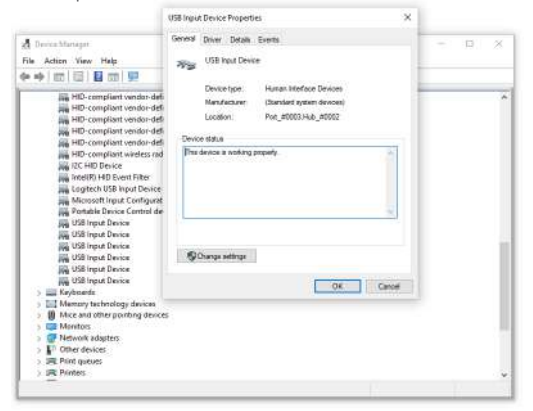 USB Input Device Properties
General Driver Details Events
USB Input Device
Device type: Human Interface Devices
Manufacturer: (Standard system devices)
Location: Port_#0003.Hub_#0002
Device status
This device is working properly.
Change settings
OK Cancel
Device Manager
File Action View Help
HID-compliant vendor-defi
HID-compliant vendor-defi
HID-compliant vendor-defi
HID-compliant vendor-defi
HID-compliant vendor-defi
HID-compliant wireless rad
I2C HID Device
Intel(R) HID Event Filter
Logitech USB Input Device
Microsoft Input Configurat
Portable Device Control de
USB Input Device
USB Input Device
USB Input Device
USB Input Device
USB Input Device
USB Input Device
Keyboards
Memory technology devices
Mice and other pointing devices
Monitors
Network adapters
Other devices
Print queues
Printers